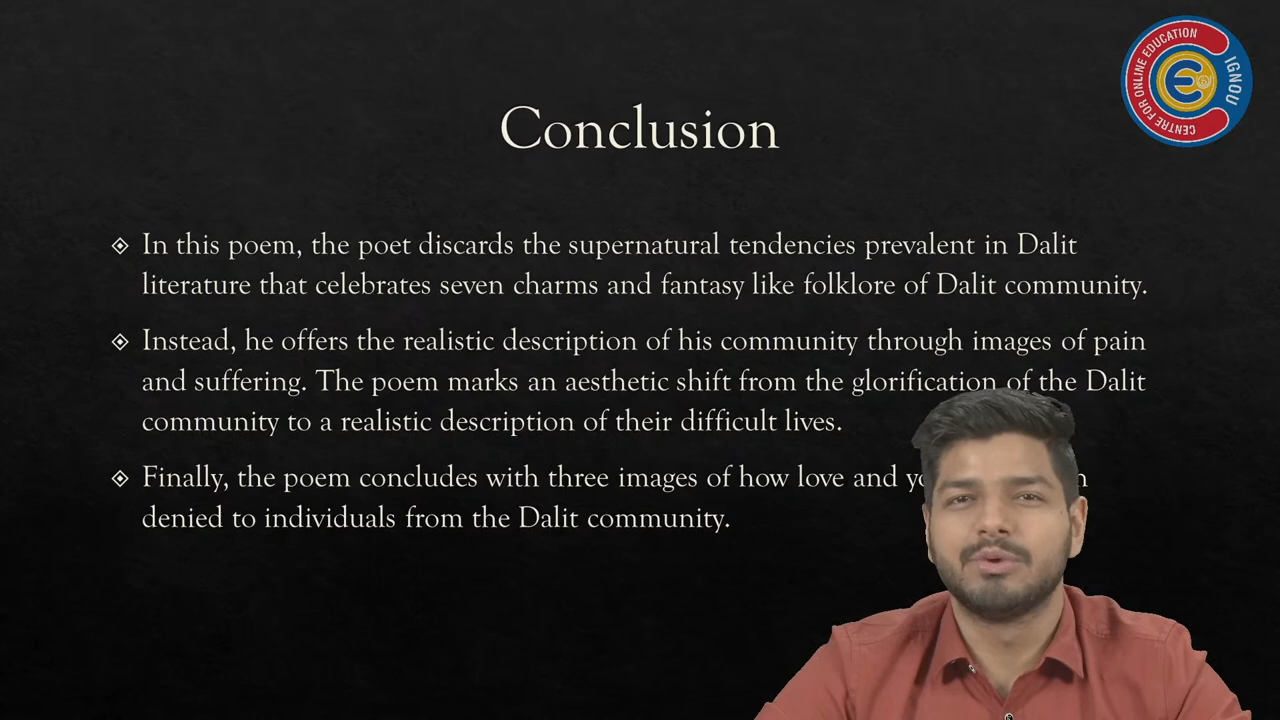 CENTRE FOR ONLINE EDUCATION
IGNOU
Conclusion
In this poem, the poet discards the supernatural tendencies prevalent in Dalit
literature that celebrates seven charms and fantasy like folklore of Dalit community.
Instead, he offers the realistic description of his community through images of pain
and suffering. The poem marks an aesthetic shift from the glorification of the Dalit
community to a realistic description of their difficult lives.
Finally, the poem concludes with three images of how love and
denied to individuals from the Dalit community.